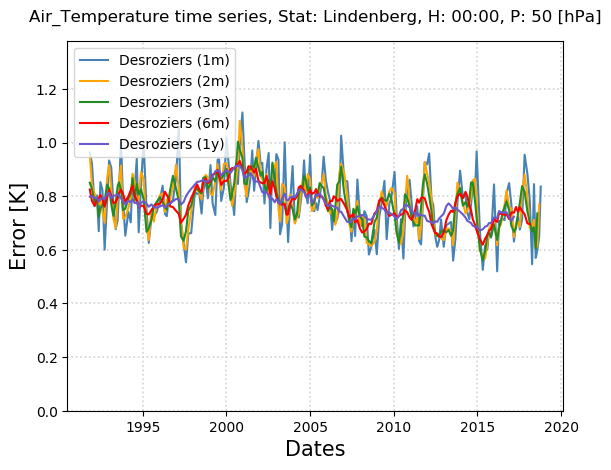 Air_Temperature time series, Stat: Lindenberg, H: 00:00, P: 50 [hPa]
Desroziers (1m)
Desroziers (2m)
Desroziers (3m)
Desroziers (6m)
Desroziers (1y)
Error [K]
1.2
1.0
0.8
0.6
0.4
0.2
0.0
1995 2000 2005 2010 2015 2020
Dates